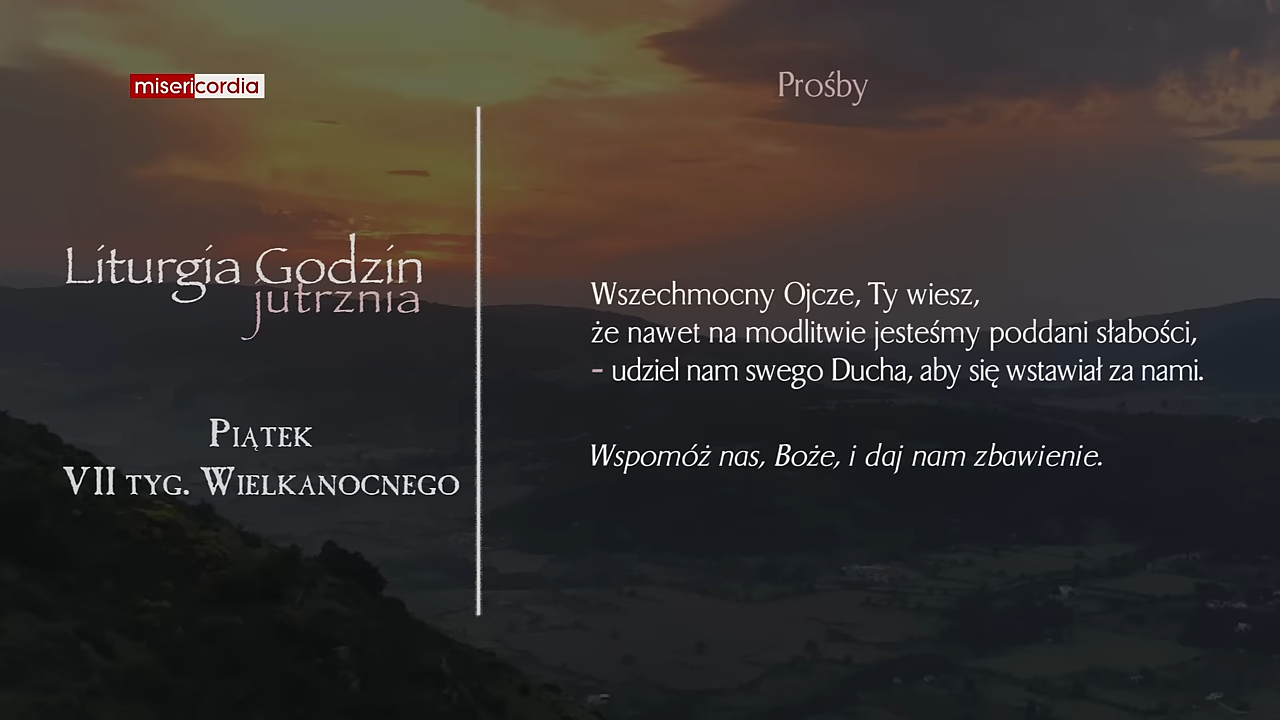 misericordia
Liturgia Godzin
jutrznia
Piątek
VII tyg. Wielkanocnego
Prośby
Wszechmocny Ojcze, Ty wiesz,
że nawet na modlitwie jesteśmy poddani słabości,
- udziel nam swego Ducha, aby się wstawiał za nami.
Wspomóż nas, Boże, i daj nam zbawienie.